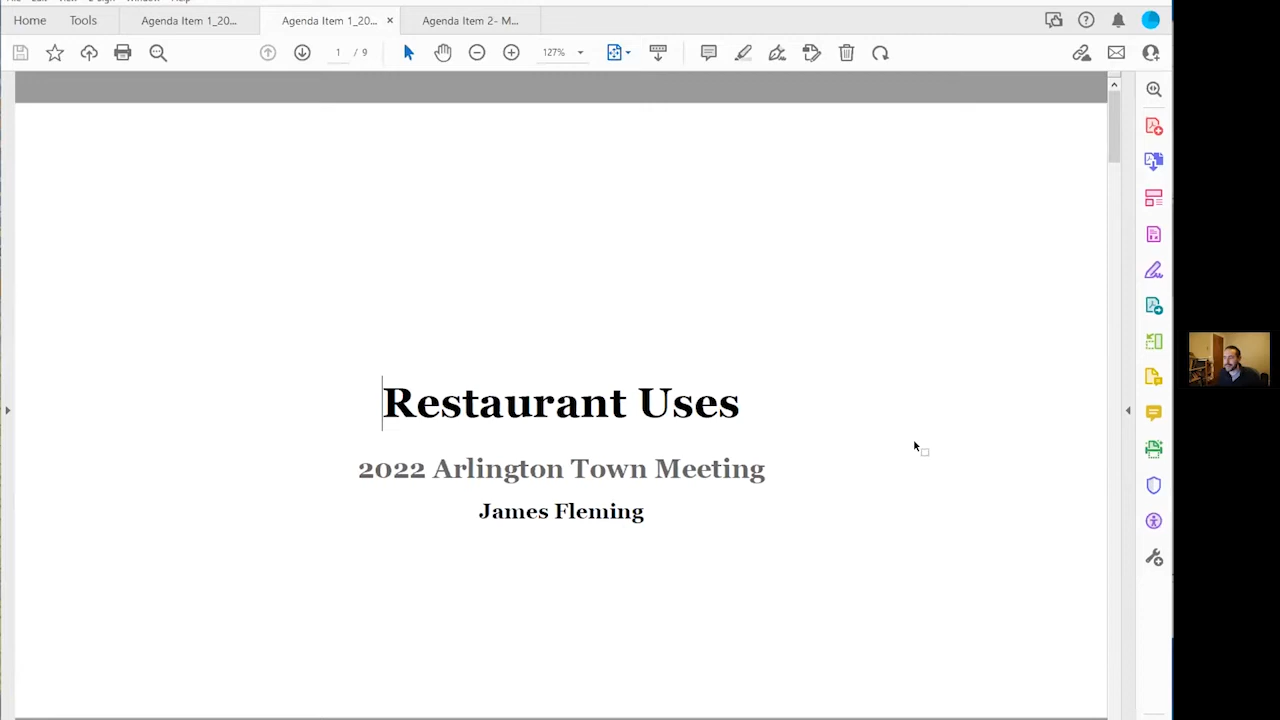 Home Tools Agenda Item 1_20... Agenda Item 1_20... × Agenda Item 2- M...
1 / 9 127%
Restaurant Uses
2022 Arlington Town Meeting
James Fleming